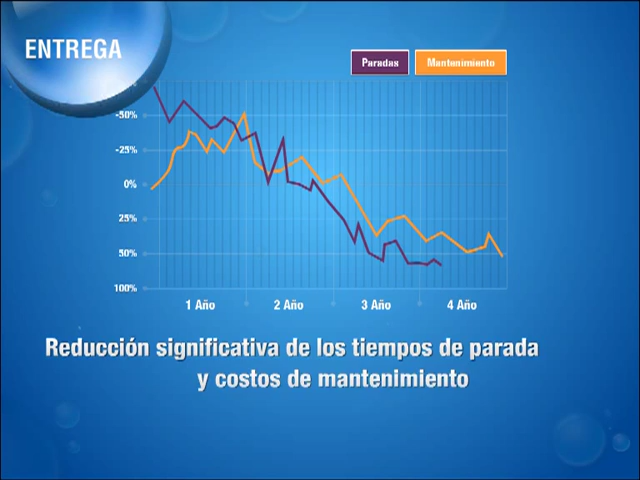 ENTREGA
Paradas
Mantenimiento
-50%
-25%
0%
25%
50%
100%
1 Año
2 Año
3 Año
4 Año
Reducción significativa de los tiempos de parada
y costos de mantenimiento